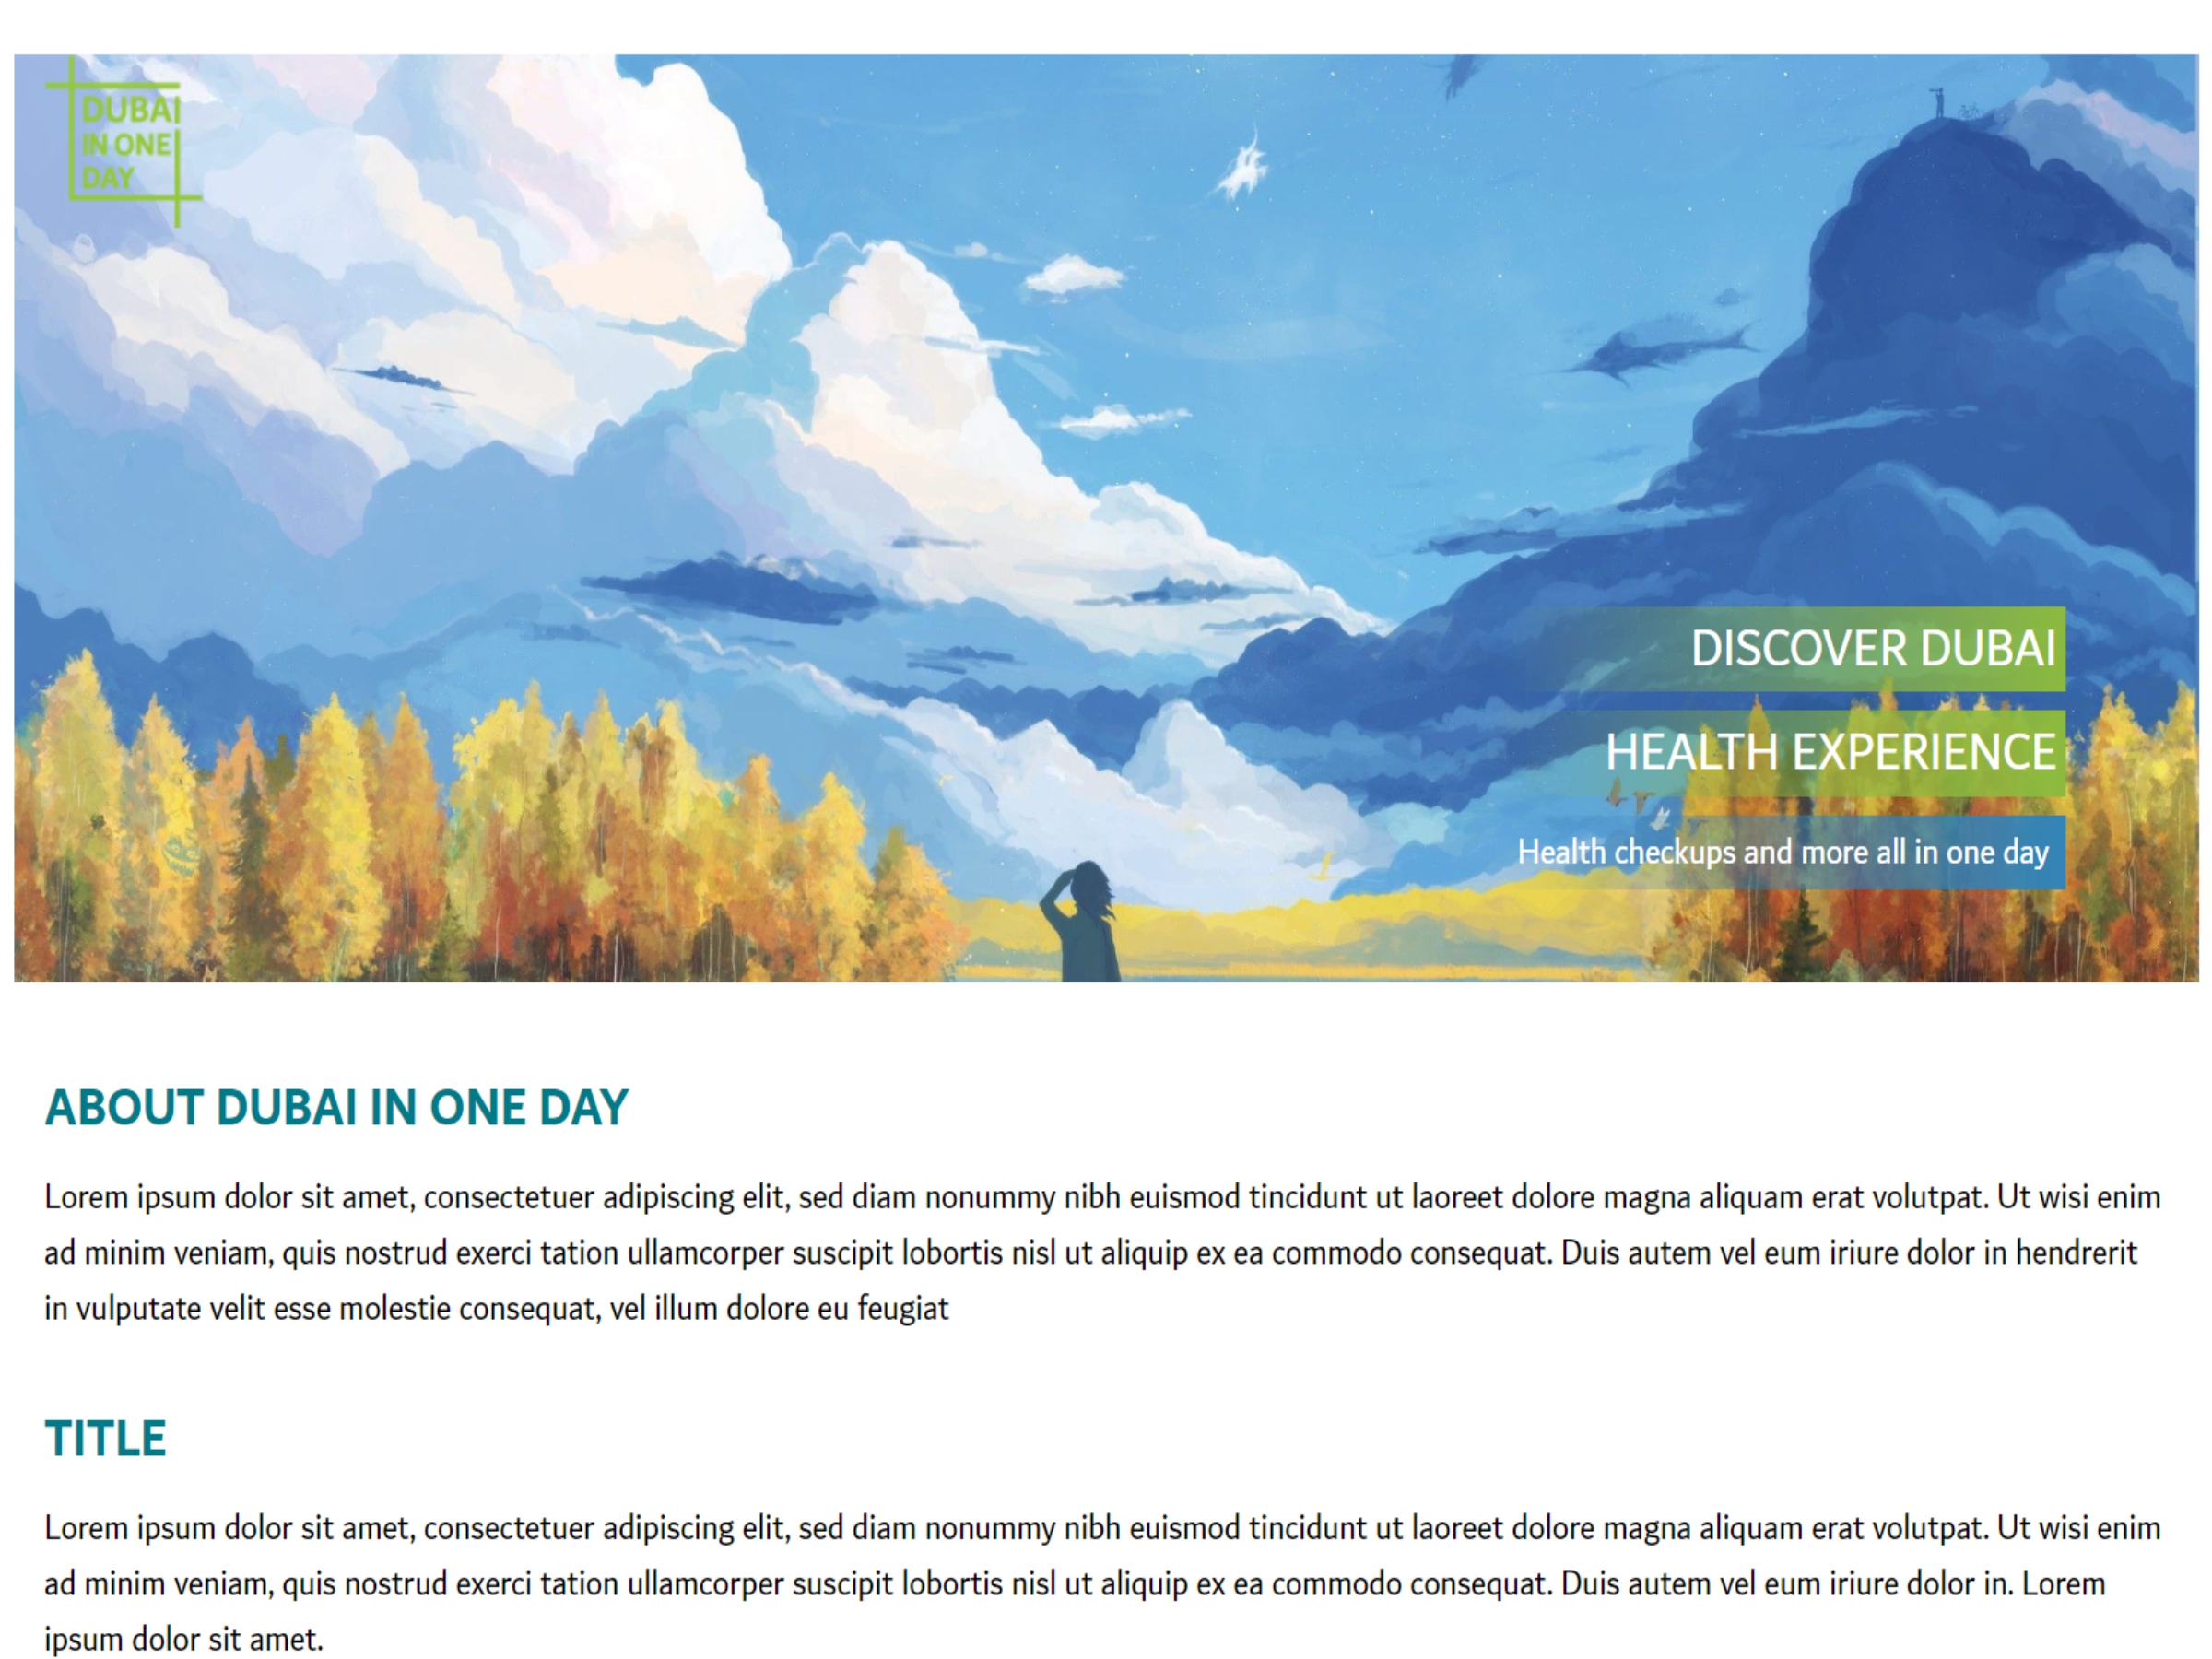 DUBAI
IN ONE
DAY
DISCOVER DUBAI
HEALTH EXPERIENCE
Health checkups and more all in one day
ABOUT DUBAI IN ONE DAY
Lorem ipsum dolor sit amet, consectetuer adipiscing elit, sed diam nonummy nibh euismod tincidunt ut laoreet dolore magna aliquam erat volutpat. Ut wisi enim
ad minim veniam, quis nostrud exerci tation ullamcorper suscipit lobortis nisl ut aliquip ex ea commodo consequat. Duis autem vel eum iriure dolor in hendrerit
in vulputate velit esse molestie consequat, vel illum dolore eu feugiat
TITLE
Lorem ipsum dolor sit amet, consectetuer adipiscing elit, sed diam nonummy nibh euismod tincidunt ut laoreet dolore magna aliquam erat volutpat. Ut wisi enim
ad minim veniam, quis nostrud exerci tation ullamcorper suscipit lobortis nisl ut aliquip ex ea commodo consequat. Duis autem vel eum iriure dolor in. Lorem
ipsum dolor sit amet.